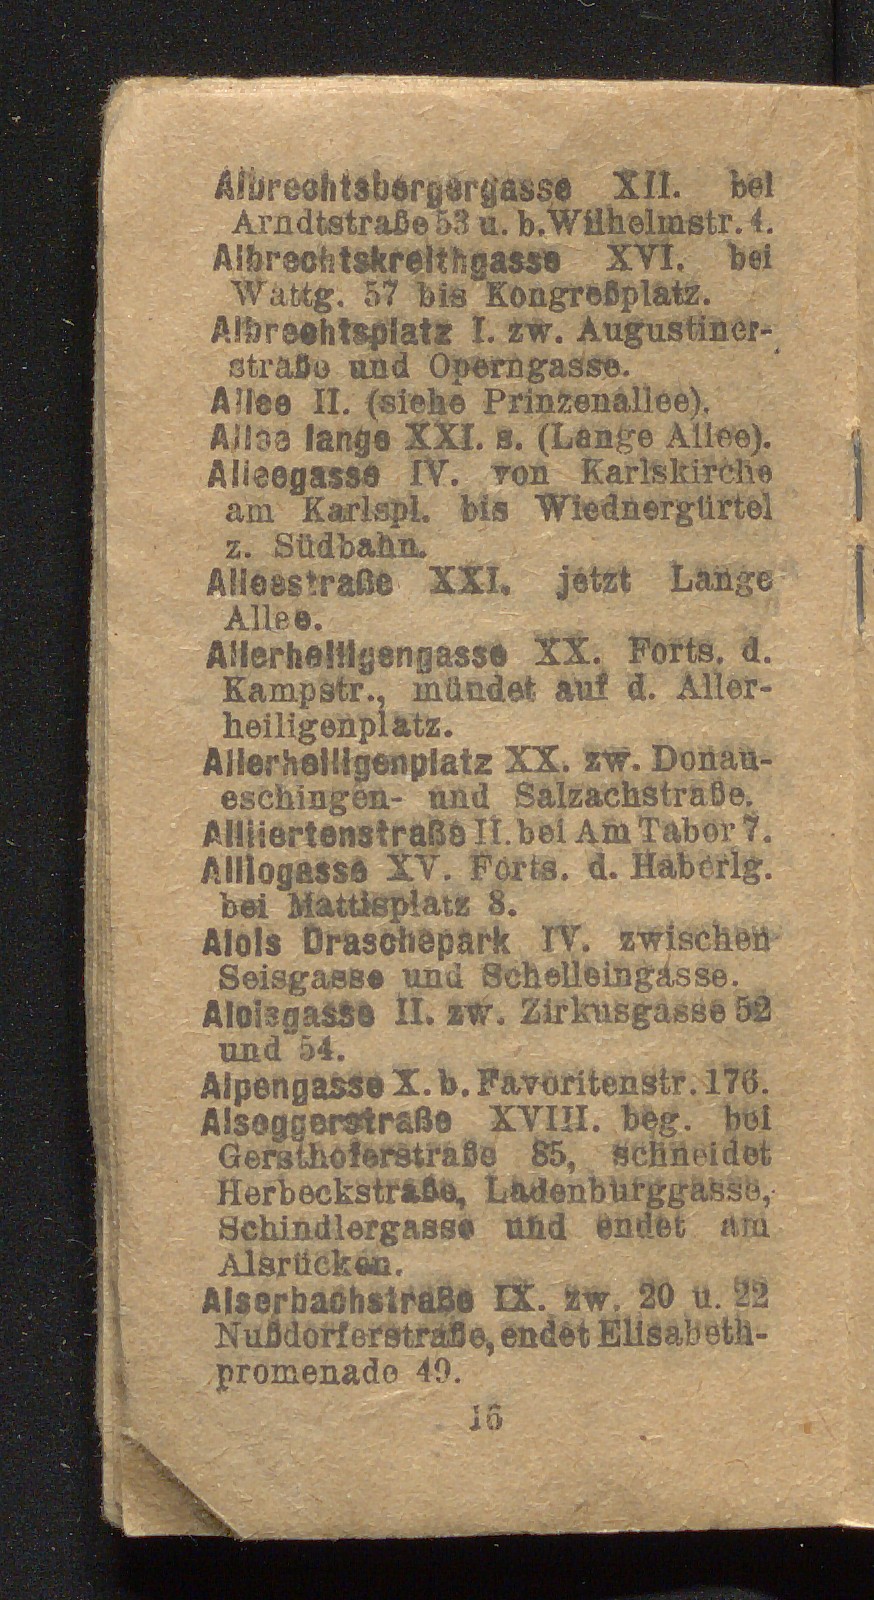 Albrechtsbergergasse XII. bei
Arndtstraße 53 u. b. Wilhelmstr. 4.
Albrechtskreithgasse XVI. bei
Wattg. 57 bis Kongreßplatz.
Albrechtsplatz I. zw. Augustiner-
straße und Operngasse.
Allee II. (siehe Prinzenallee).
Allee lange XXI. s. (Lange Allee).
Alleegasse IV. von Karlskirche
am Karlspl. bis Wiednergürtel
z. Südbahn.
Alleestraße XXI. jetzt Lange
Allee.
Allerheiligengasse XX. Forts. d.
Kampstr., mündet auf d. Aller-
heiligenplatz.
Allerheiligenplatz XX. zw. Donau-
eschingen- und Salzachstraße.
Alliiertenstraße II. bei Am Tabor 7.
Alliogasse XV. Forts. d. Haberlg.
bei Mattisplatz 8.
Alois Draschepark IV. zwischen
Seisgasse und Schelleingasse.
Aloisgasse II. zw. Zirkusgasse 52
und 54.
Alpengasse X. b. Favoritenstr. 176.
Alseggerstraße XVIII. beg. bei
Gersthoferstraße 85, schneidet
Herbeckstraße, Ladenburggasse,
Schindlergasse und endet am
Alsrücken.
Alserbachstraße IX. zw. 20 u. 22
Nußdorferstraße, endet Elisabeth-
promenade 49.
16